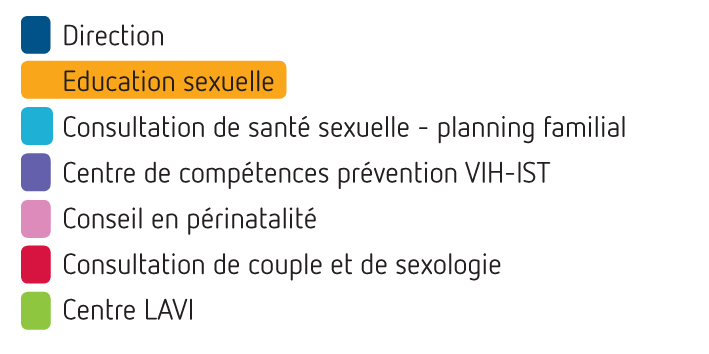 Direction
Education sexuelle
Consultation de santé sexuelle - planning familial
Centre de compétences prévention VIH-IST
Conseil en périnatalité
Consultation de couple et de sexologie
Centre LAVI